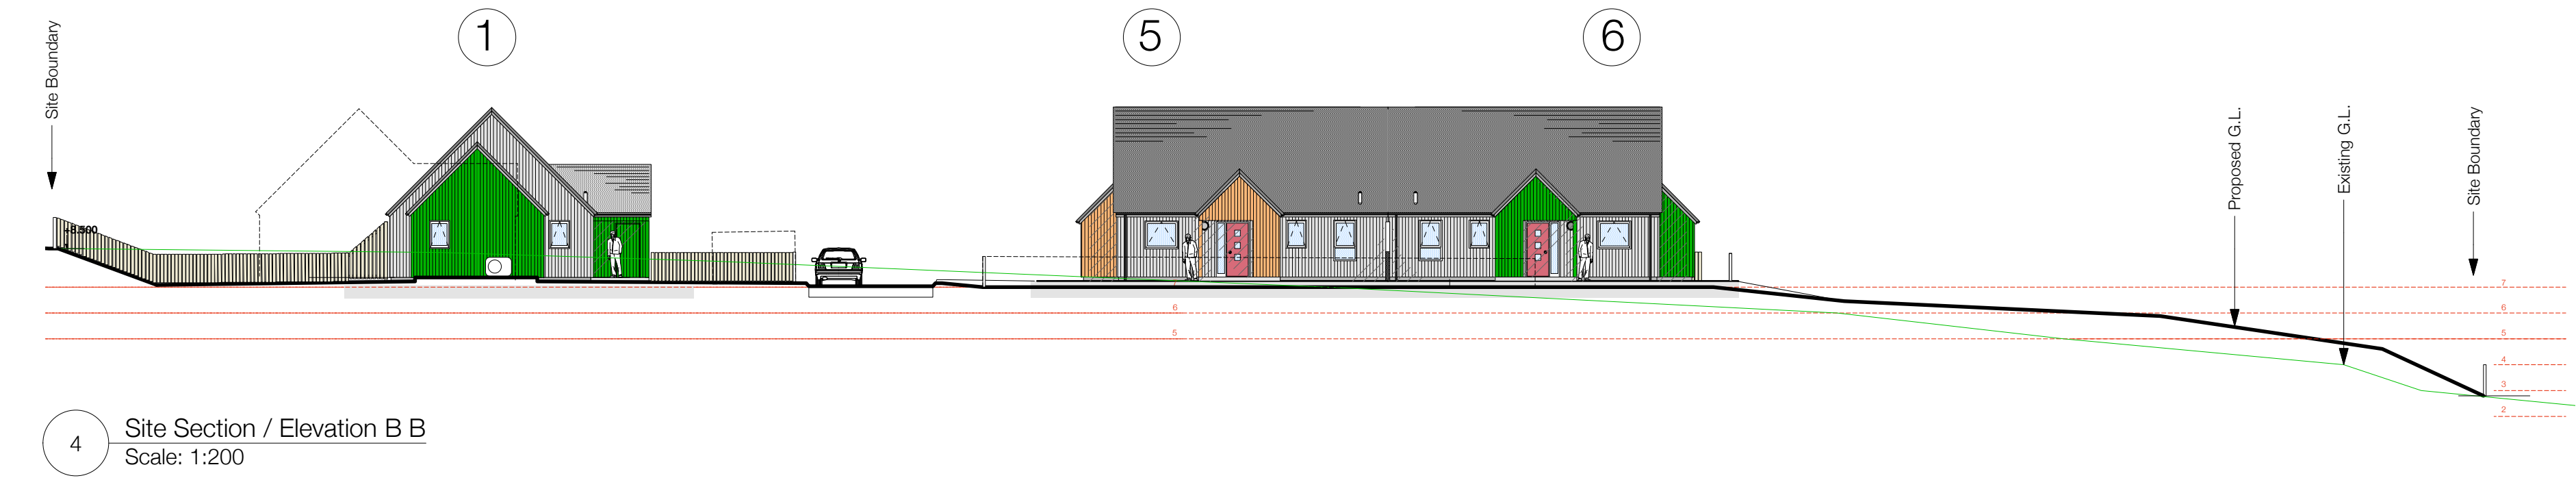 1
5
6
Site Boundary
Proposed G.L.
Existing G.L.
Site Boundary
+8.500
7
6
6
5
5
4
3
2
4
Site Section / Elevation B B
Scale: 1:200